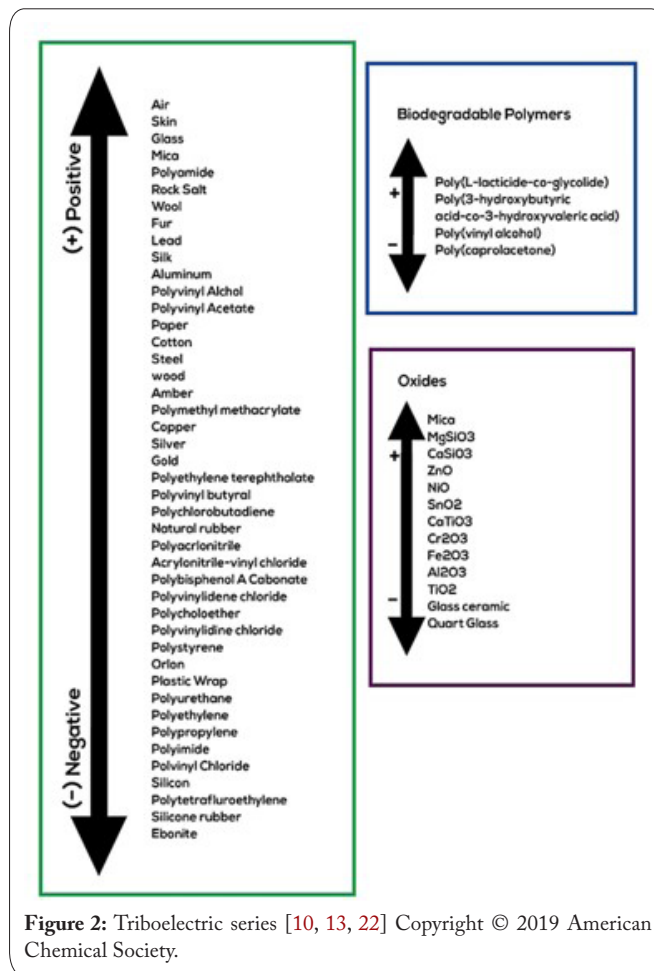 (+) Positive
(–) Negative
Air
Skin
Glass
Mica
Polyamide
Rock Salt
Wool
Fur
Lead
Silk
Aluminum
Polyvinyl Alchol
Polyvinyl Acetate
Paper
Cotton
Steel
wood
Amber
Polymethyl methacrylate
Copper
Silver
Gold
Polyethylene terephthalate
Polyvinyl butyral
Polychlorobutadiene
Natural rubber
Polyacrlonitrile
Acrylonitrile-vinyl chloride
Polybisphenol A Cabonate
Polyvinylidene chloride
Polycholoether
Polyvinylidine chloride
Polystyrene
Orlon
Plastic Wrap
Polyurethane
Polyethylene
Polypropylene
Polyimide
Polvinyl Chloride
Silicon
Polytetrafluroethylene
Silicone rubber
Ebonite
Biodegradable Polymers
+
–
Poly(L-lacticide-co-glycolide)
Poly(3-hydroxybutyric
acid-co-3-hydroxyvaleric acid)
Poly(vinyl alcohol)
Poly(caprolacetone)
Oxides
+
–
Mica
MgSiO3
CaSiO3
ZnO
NiO
SnO2
CaTiO3
Cr2O3
Fe2O3
Al2O3
TiO2
Glass ceramic
Quart Glass
Figure 2: Triboelectric series [10, 13, 22] Copyright © 2019 American
Chemical Society.